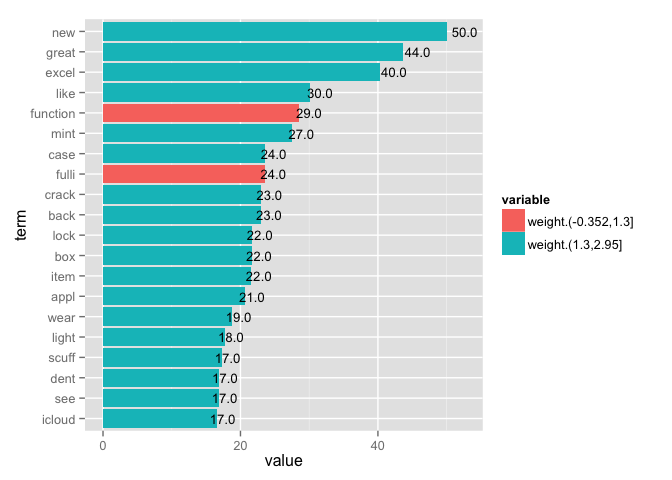 new 50.0
great 44.0
excel 40.0
like 30.0
function 29.0
mint 27.0
case 24.0
fulli 24.0
crack 23.0
back 23.0
lock 22.0
box 22.0
item 22.0
appl 21.0
wear 19.0
light 18.0
scuff 17.0
dent 17.0
see 17.0
icloud 17.0
0 20 40
value
term
variable
weight.(-0.352,1.3]
weight.(1.3,2.95]